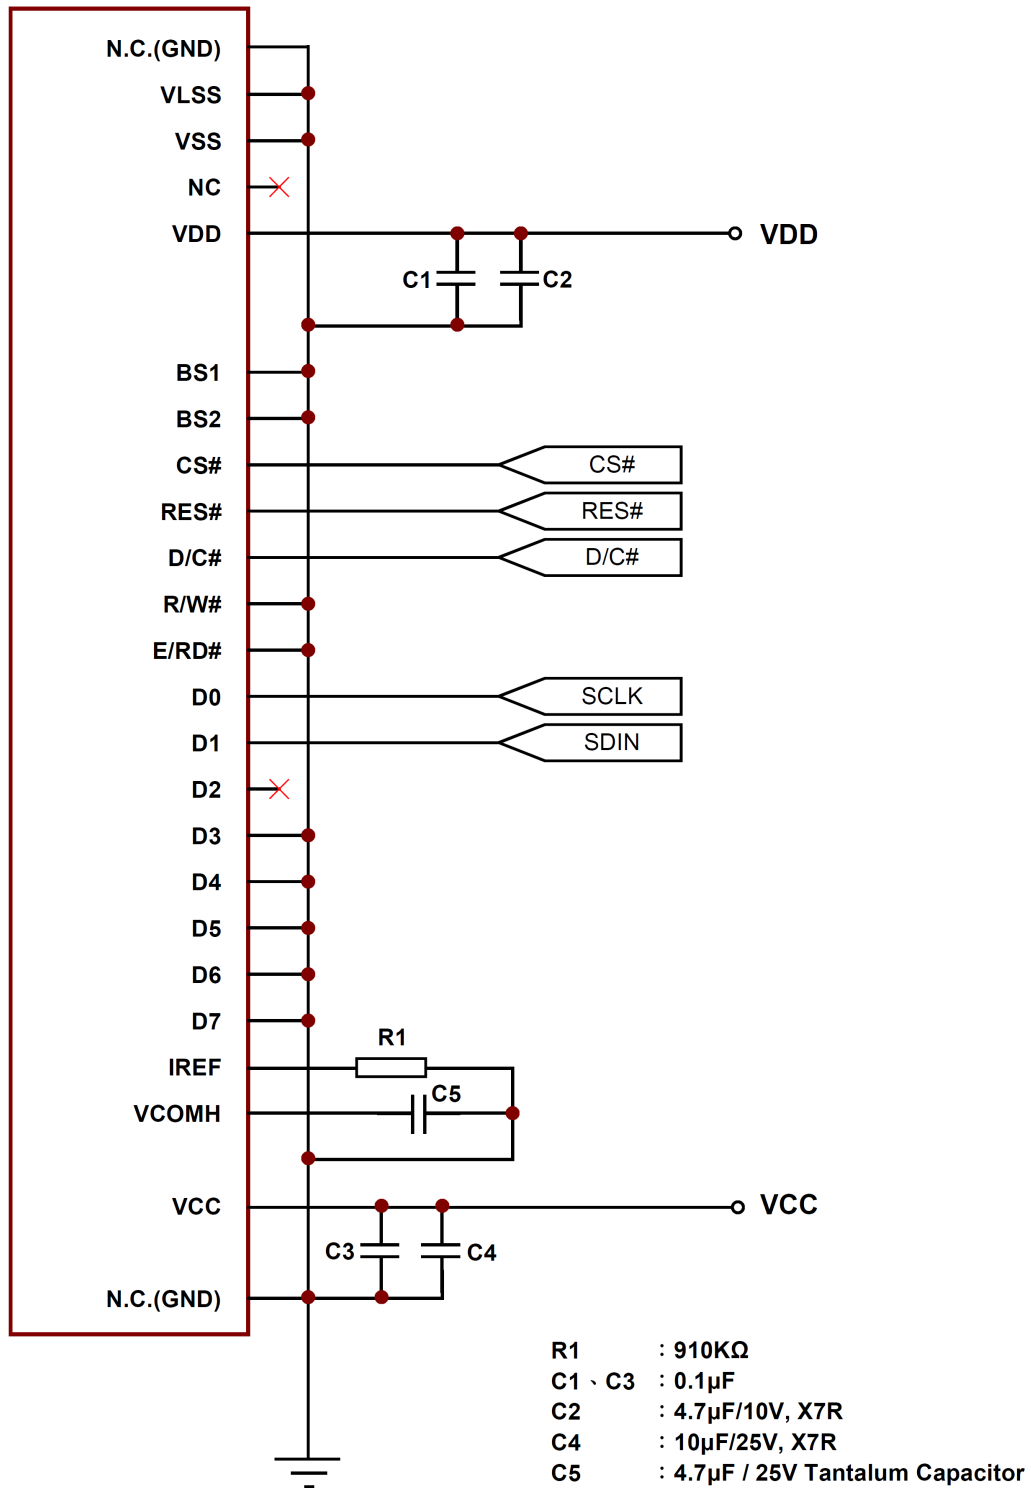 N.C.(GND)
VLSS
VSS
NC
VDD VDD
C1 C2
BS1
BS2
CS# CS#
RES# RES#
D/C# D/C#
R/W#
E/RD#
D0 SCLK
D1 SDIN
D2
D3
D4
D5
D6
D7
R1
IREF
C5
VCOMH
VCC VCC
C3 C4
N.C.(GND)
R1 : 910KΩ
C1、C3 : 0.1μF
C2 : 4.7μF/10V, X7R
C4 : 10μF/25V, X7R
C5 : 4.7μF / 25V Tantalum Capacitor